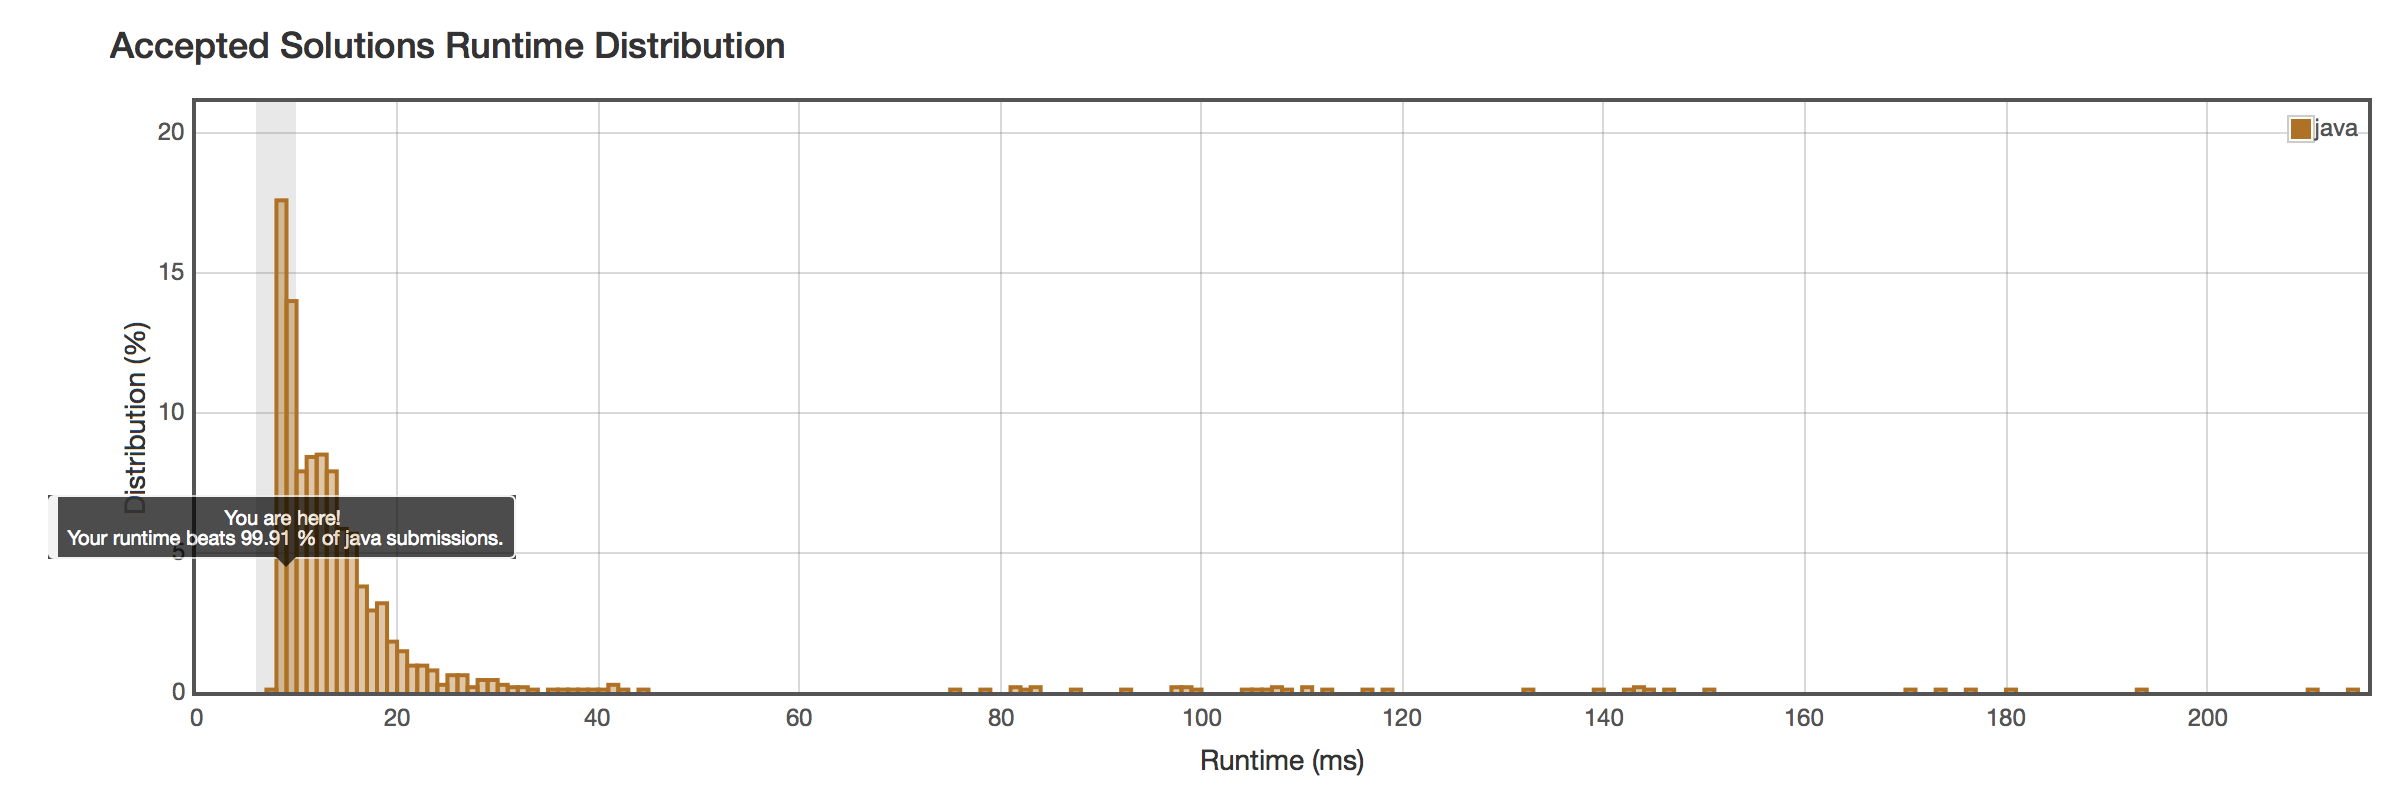 Accepted Solutions Runtime Distribution
java
20
15
10
5
0
Distribution (%)
You are here!
Your runtime beats 99.91 % of java submissions.
0 20 40 60 80 100 120 140 160 180 200
Runtime (ms)